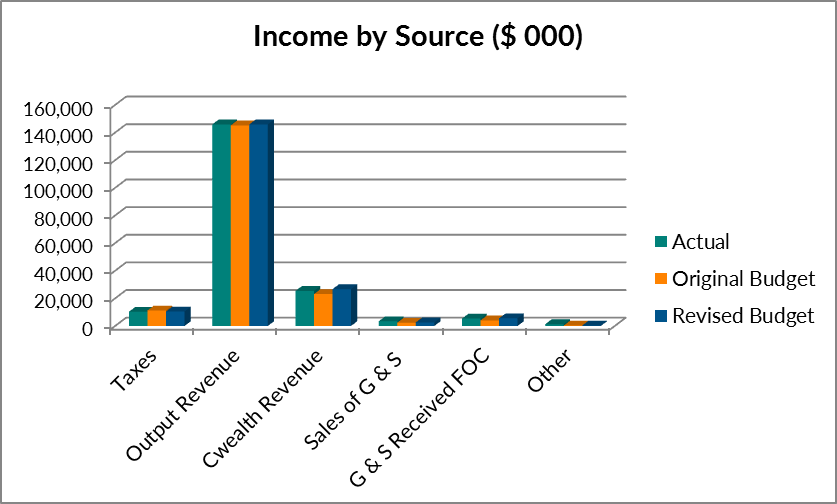 Income by Source ($ 000)
160,000
140,000
120,000
100,000
80,000
60,000
40,000
20,000
0
Taxes
Output Revenue
Cwealth Revenue
Sales of G & S
G & S Received FOC
Other
Actual
Original Budget
Revised Budget